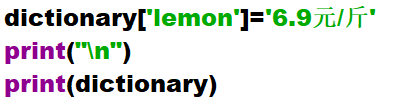 dictionary['lemon']='6.9元/斤'
print("\n")
print(dictionary)